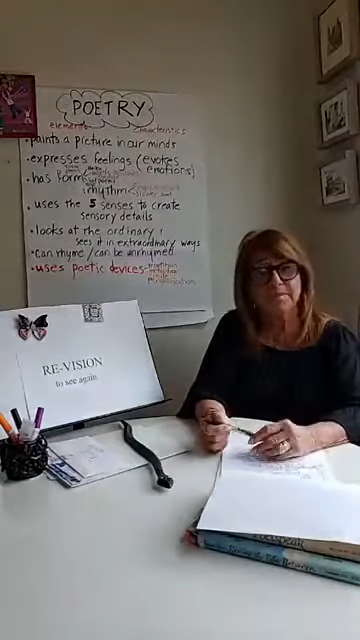 POETRY
elements
characteristics
paints a picture in our minds
• expresses feelings (evokes emotions)
• has form
rhythm
• uses the 5 senses to create
sensory details
• looks at the ordinary &
sees it in extraordinary ways
• can rhyme / can be unrhymed
• uses poetic devices
RE-VISION
to see again